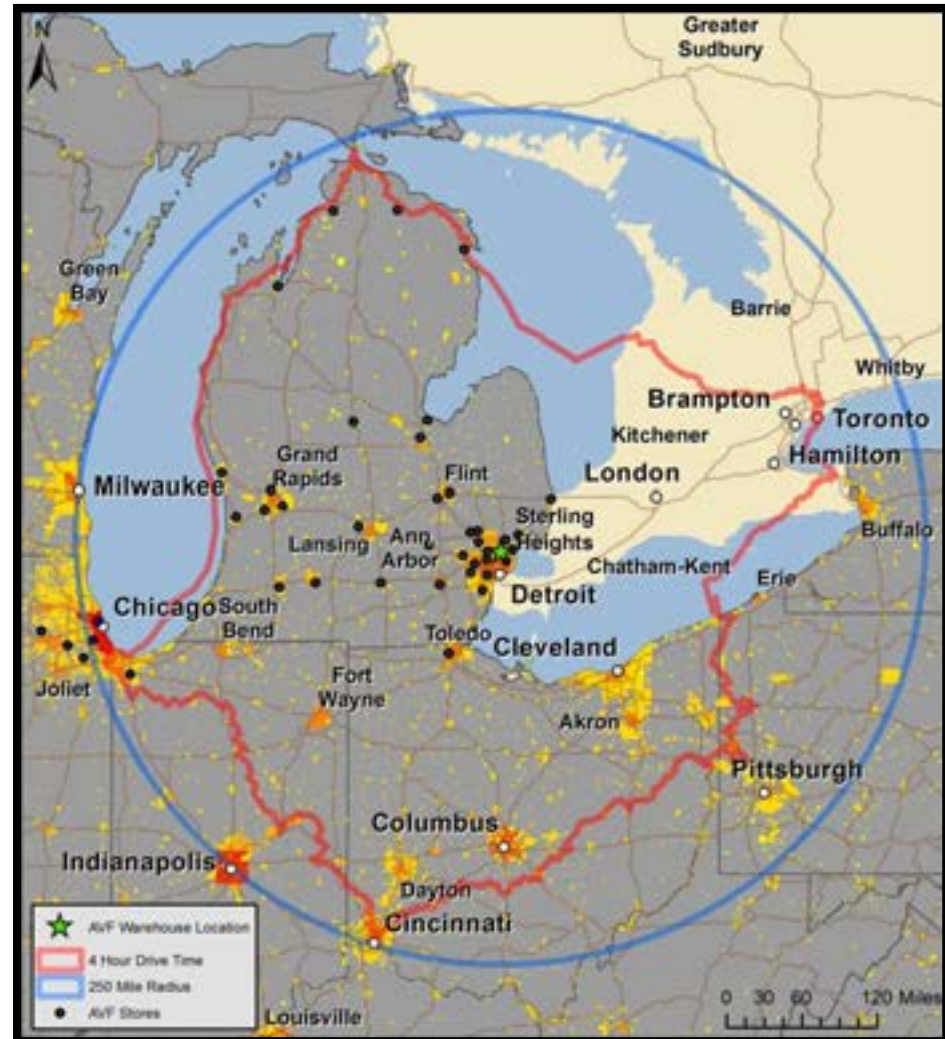 N
Greater
Sudbury
Green
Bay
Barrie
Whitby
Brampton
Toronto
Kitchener
Hamilton
Grand
Rapids
Flint
London
Milwaukee
Sterling
Heights
Buffalo
Lansing
Ann
Arbor
Chatham-Kent
Erie
Detroit
Chicago
South
Bend
Toledo
Cleveland
Joliet
Fort
Wayne
Akron
Pittsburgh
Columbus
Indianapolis
Dayton
Cincinnati
AVF Warehouse Location
4 Hour Drive Time
250 Mile Radius
AVF Stores
0 30 60 120 Miles
Louisville